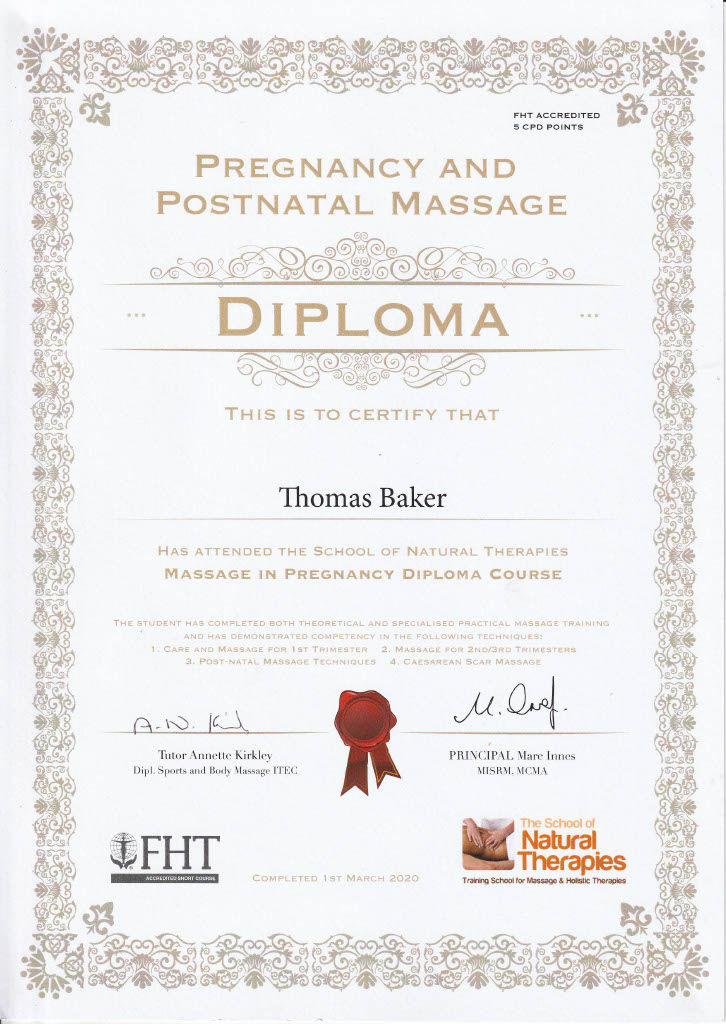 FHT ACCREDITED
5 CPD POINTS
PREGNANCY AND
POSTNATAL MASSAGE
DIPLOMA
THIS IS TO CERTIFY THAT
Thomas Baker
HAS ATTENDED THE SCHOOL OF NATURAL THERAPIES
MASSAGE IN PREGNANCY DIPLOMA COURSE
THE STUDENT HAS COMPLETED BOTH THEORETICAL AND SPECIALISED PRACTICAL MASSAGE TRAINING
AND HAS DEMONSTRATED COMPETENCY IN THE FOLLOWING TECHNIQUES:
1. CARE AND MASSAGE FOR 1ST TRIMESTER 2. MASSAGE FOR 2ND/3RD TRIMESTERS
3. POST-NATAL MASSAGE TECHNIQUES 4. CAESAREAN SCAR MASSAGE
Tutor Annette Kirkley
Dipl. Sports and Body Massage ITEC
PRINCIPAL Marc Innes
MISRM, MCMA
FHT
ACCREDITED SHORT COURSE
COMPLETED 1ST MARCH 2020
The School of
Natural
Therapies
Training School for Massage & Holistic Therapies